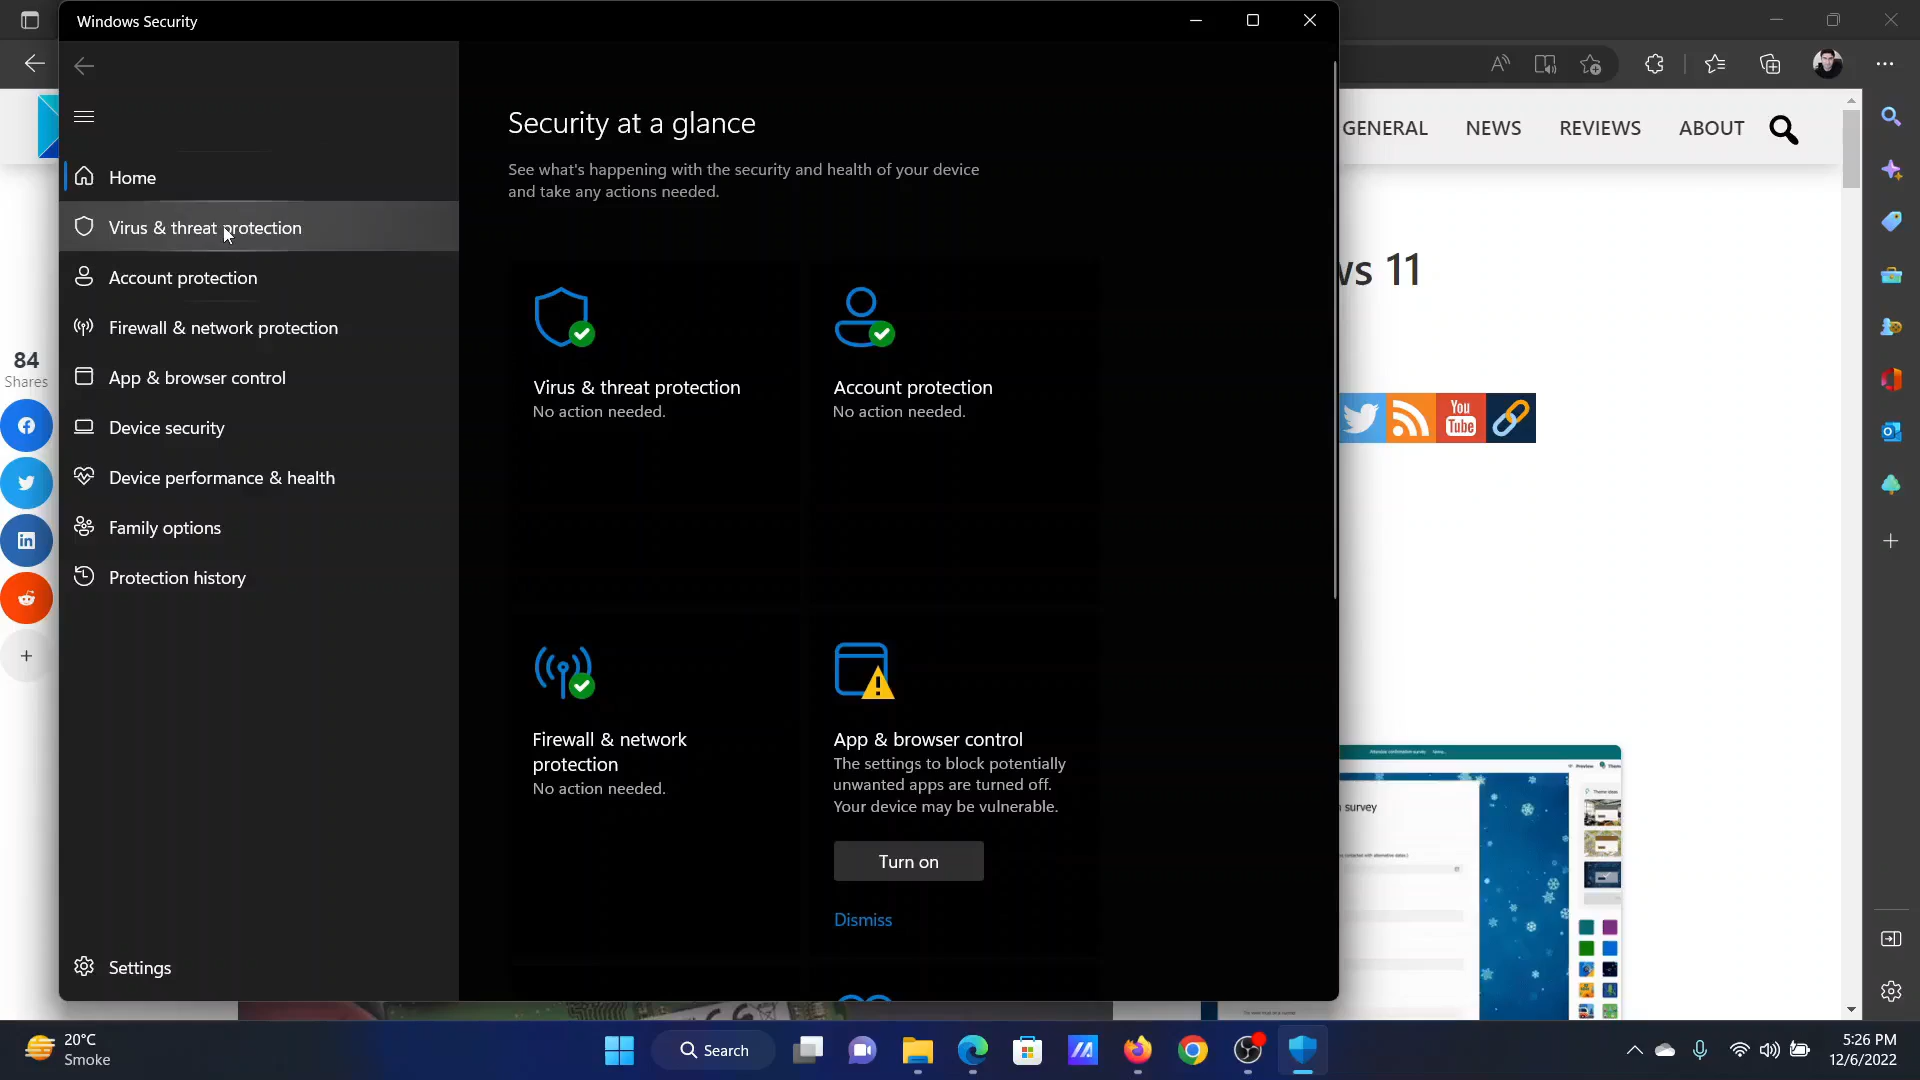 Windows Security
Home
Virus & threat protection
Account protection
Firewall & network protection
App & browser control
Device security
Device performance & health
Family options
Protection history
Settings
Security at a glance
See what's happening with the security and health of your device
and take any actions needed.
Virus & threat protection
No action needed.
Account protection
No action needed.
Firewall & network
protection
No action needed.
App & browser control
The settings to block potentially
unwanted apps are turned off.
Your device may be vulnerable.
Turn on
Dismiss
84
Shares
GENERAL
NEWS
REVIEWS
ABOUT
ws 11
You
Tube
survey
20°C
Smoke
Search
5:26 PM
12/6/2022